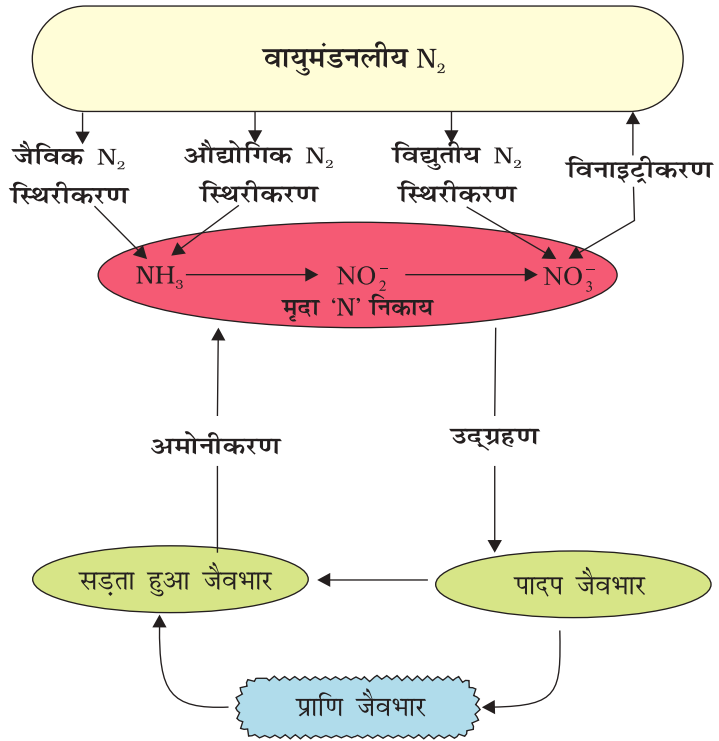 वायुमंडनलीय N₂
जैविक N₂
स्थिरीकरण
औद्योगिक N₂
स्थिरीकरण
विद्युतीय N₂
स्थिरीकरण
विनाइट्रीकरण
NH₃
NO₂⁻
NO₃⁻
मृदा ‘N’ निकाय
अमोनीकरण
उद्ग्रहण
सड़ता हुआ जैवभार
पादप जैवभार
प्राणि जैवभार